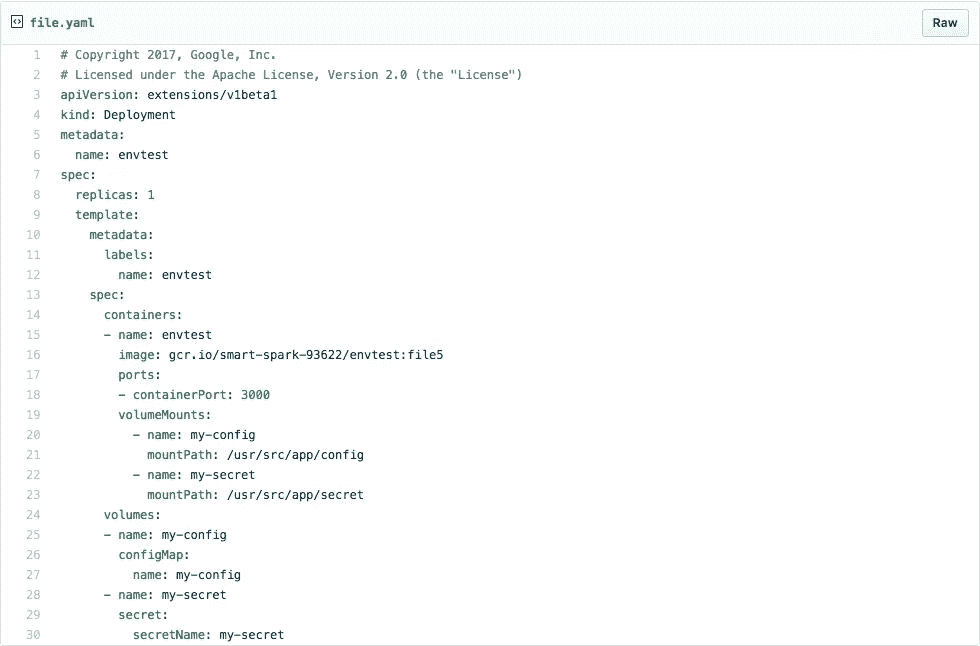 file.yaml
Raw
1 # Copyright 2017, Google, Inc.
2 # Licensed under the Apache License, Version 2.0 (the "License")
3 apiVersion: extensions/v1beta1
4 kind: Deployment
5 metadata:
6   name: envtest
7 spec:
8   replicas: 1
9   template:
10     metadata:
11       labels:
12         name: envtest
13     spec:
14       containers:
15       - name: envtest
16         image: gcr.io/smart-spark-93622/envtest:file5
17         ports:
18         - containerPort: 3000
19         volumeMounts:
20           - name: my-config
21             mountPath: /usr/src/app/config
22           - name: my-secret
23             mountPath: /usr/src/app/secret
24       volumes:
25       - name: my-config
26         configMap:
27           name: my-config
28       - name: my-secret
29         secret:
30           secretName: my-secret